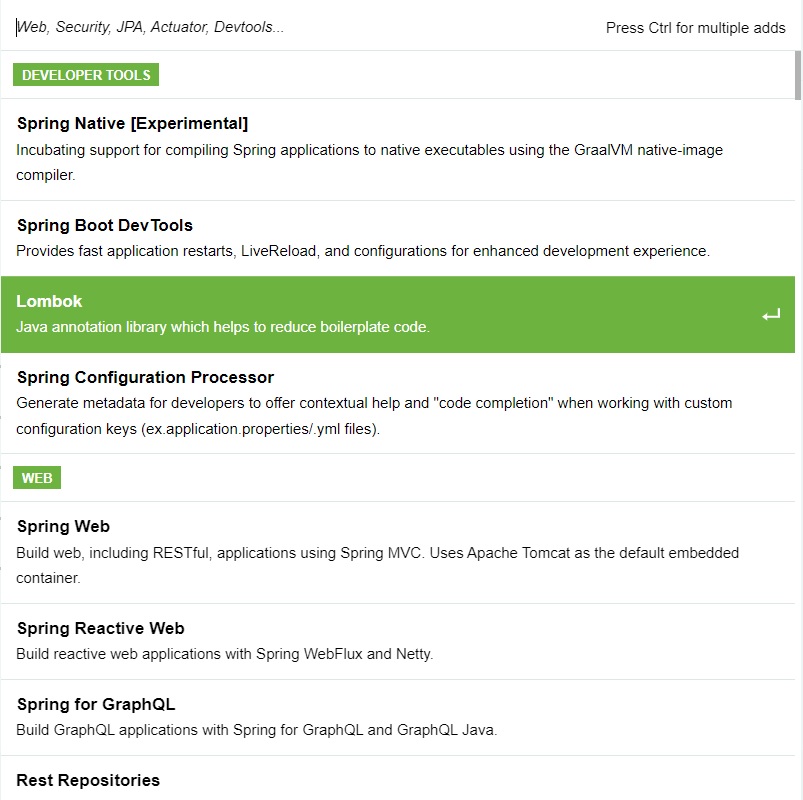 Web, Security, JPA, Actuator, Devtools... Press Ctrl for multiple adds
DEVELOPER TOOLS
Spring Native [Experimental]
Incubating support for compiling Spring applications to native executables using the GraalVM native-image
compiler.
Spring Boot DevTools
Provides fast application restarts, LiveReload, and configurations for enhanced development experience.
Lombok
Java annotation library which helps to reduce boilerplate code.
Spring Configuration Processor
Generate metadata for developers to offer contextual help and "code completion" when working with custom
configuration keys (ex.application.properties/.yml files).
WEB
Spring Web
Build web, including RESTful, applications using Spring MVC. Uses Apache Tomcat as the default embedded
container.
Spring Reactive Web
Build reactive web applications with Spring WebFlux and Netty.
Spring for GraphQL
Build GraphQL applications with Spring for GraphQL and GraphQL Java.
Rest Repositories